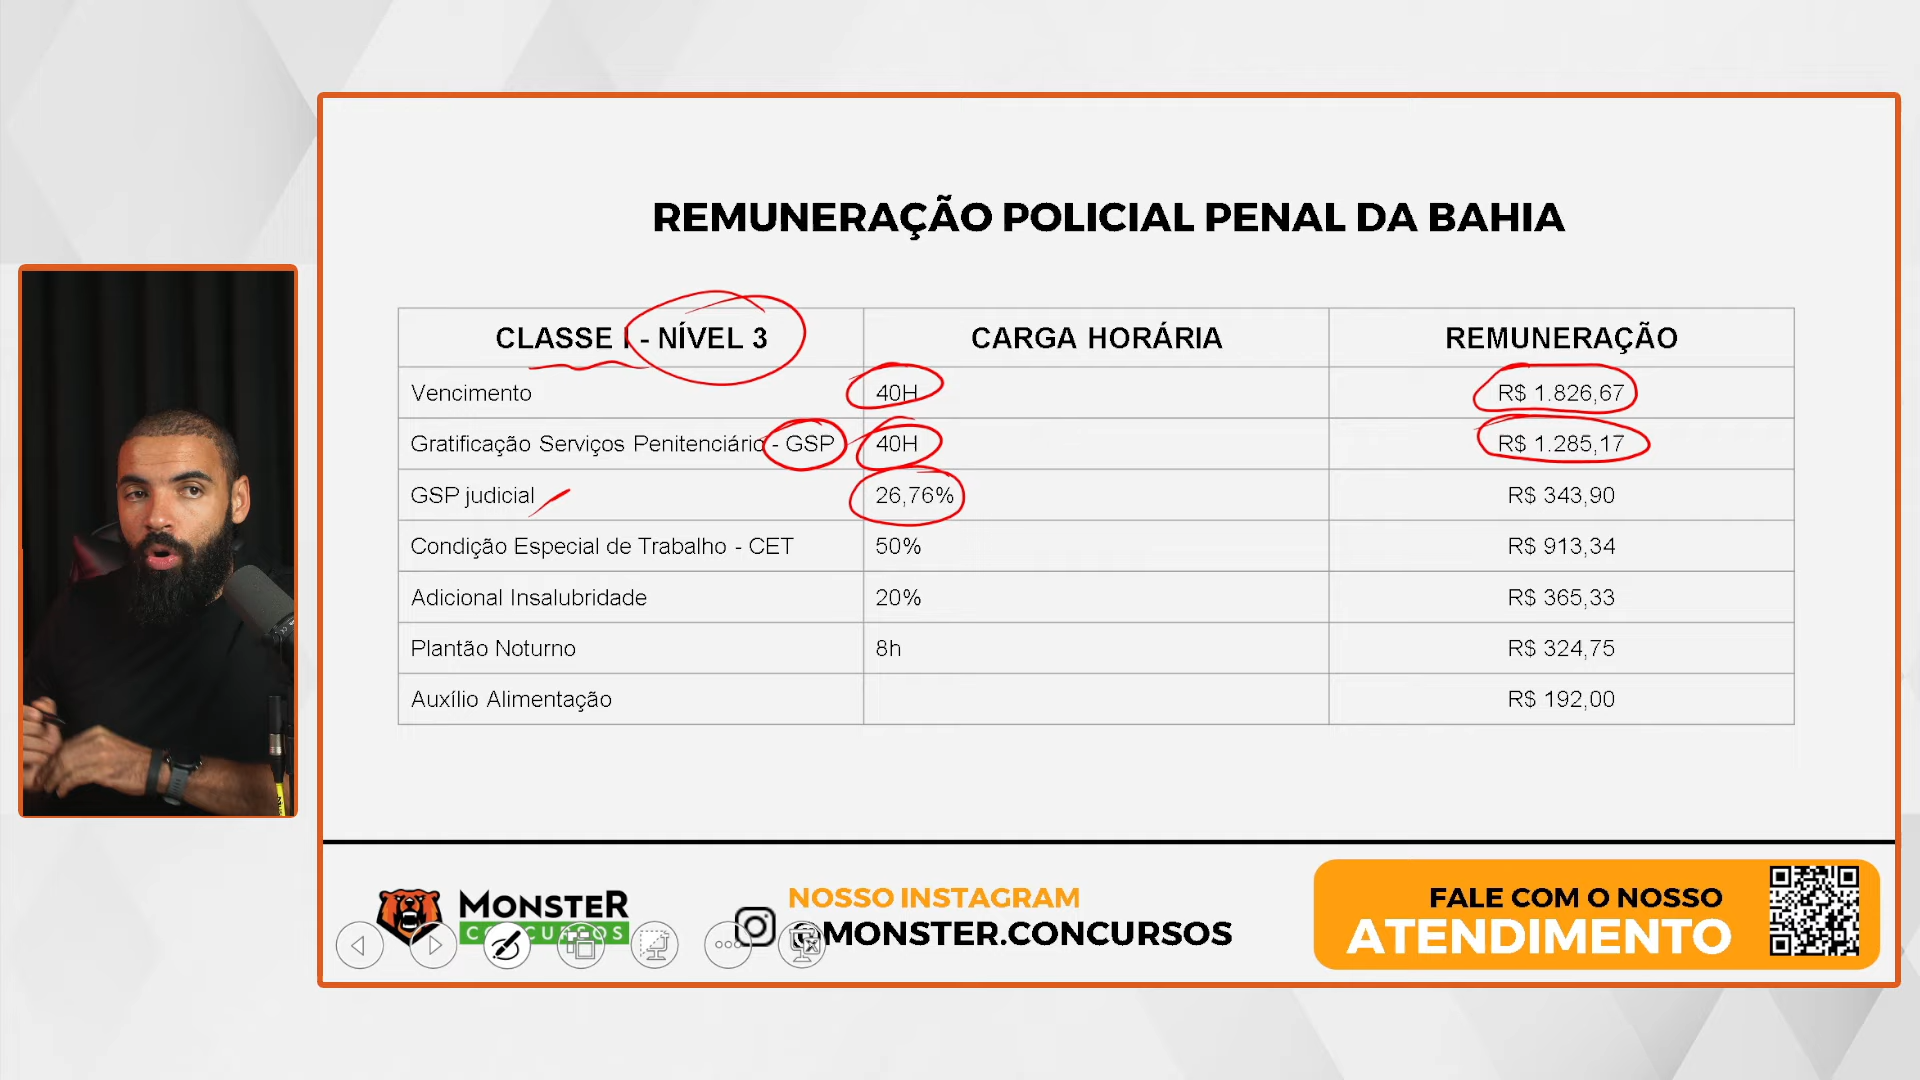 REMUNERAÇÃO POLICIAL PENAL DA BAHIA
CLASSE I - NÍVEL 3 CARGA HORÁRIA REMUNERAÇÃO
Vencimento 40H R$ 1.826,67
Gratificação Serviços Penitenciário - GSP 40H R$ 1.285,17
GSP judicial 26,76% R$ 343,90
Condição Especial de Trabalho - CET 50% R$ 913,34
Adicional Insalubridade 20% R$ 365,33
Plantão Noturno 8h R$ 324,75
Auxílio Alimentação R$ 192,00
MONSTER
CONCURSOS
NOSSO INSTAGRAM
@MONSTER.CONCURSOS
FALE COM O NOSSO
ATENDIMENTO